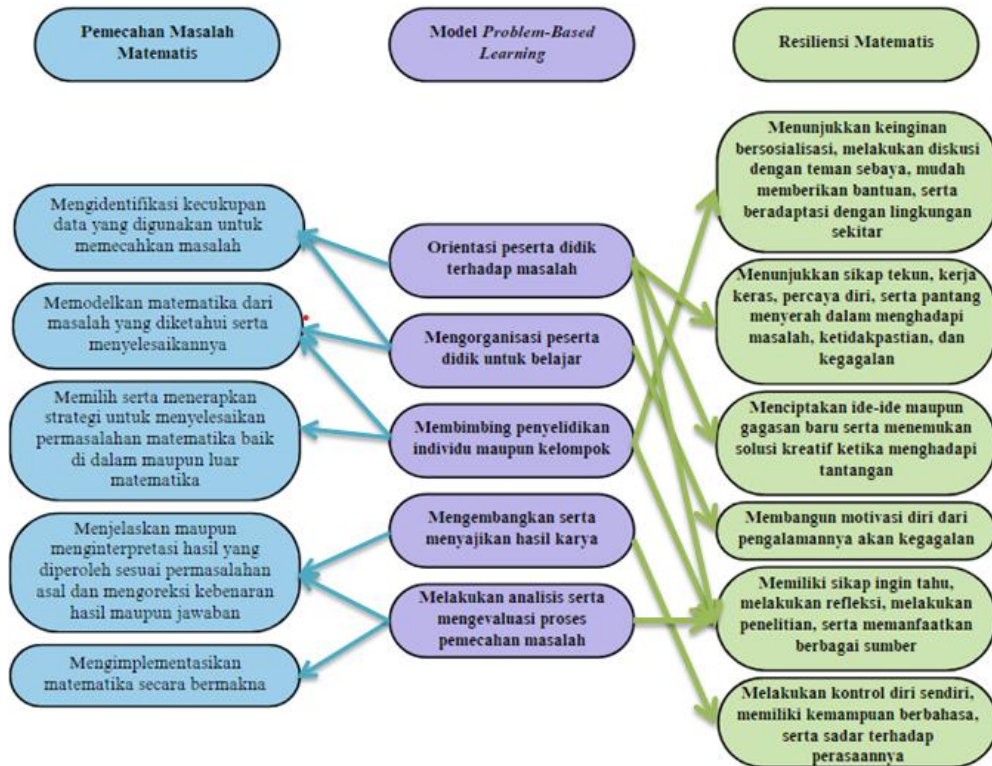 Pemecahan Masalah
Matematis
Model Problem-Based
Learning
Resiliensi Matematis
Mengidentifikasi kecukupan
data yang digunakan untuk
memecahkan masalah
Memodelkan matematika dari
masalah yang diketahui serta
menyelesaikannya
Memilih serta menerapkan
strategi untuk menyelesaikan
permasalahan matematika baik
di dalam maupun luar
matematika
Menjelaskan maupun
menginterpretasi hasil yang
diperoleh sesuai permasalahan
asal dan mengoreksi kebenaran
hasil maupun jawaban
Mengimplementasikan
matematika secara bermakna
Orientasi peserta didik
terhadap masalah
Mengorganisasi peserta
didik untuk belajar
Membimbing penyelidikan
individu maupun kelompok
Mengembangkan serta
menyajikan hasil karya
Melakukan analisis serta
mengevaluasi proses
pemecahan masalah
Menunjukkan keinginan
bersosialisasi, melakukan diskusi
dengan teman sebaya, mudah
memberikan bantuan, serta
beradaptasi dengan lingkungan
sekitar
Menunjukkan sikap tekun, kerja
keras, percaya diri, serta pantang
menyerah dalam menghadapi
masalah, ketidakpastian, dan
kegagalan
Menciptakan ide-ide maupun
gagasan baru serta menemukan
solusi kreatif ketika menghadapi
tantangan
Membangun motivasi diri dari
pengalamannya akan kegagalan
Memiliki sikap ingin tahu,
melakukan refleksi, melakukan
penelitian, serta memanfaatkan
berbagai sumber
Melakukan kontrol diri sendiri,
memiliki kemampuan berbahasa,
serta sadar terhadap
perasaannya